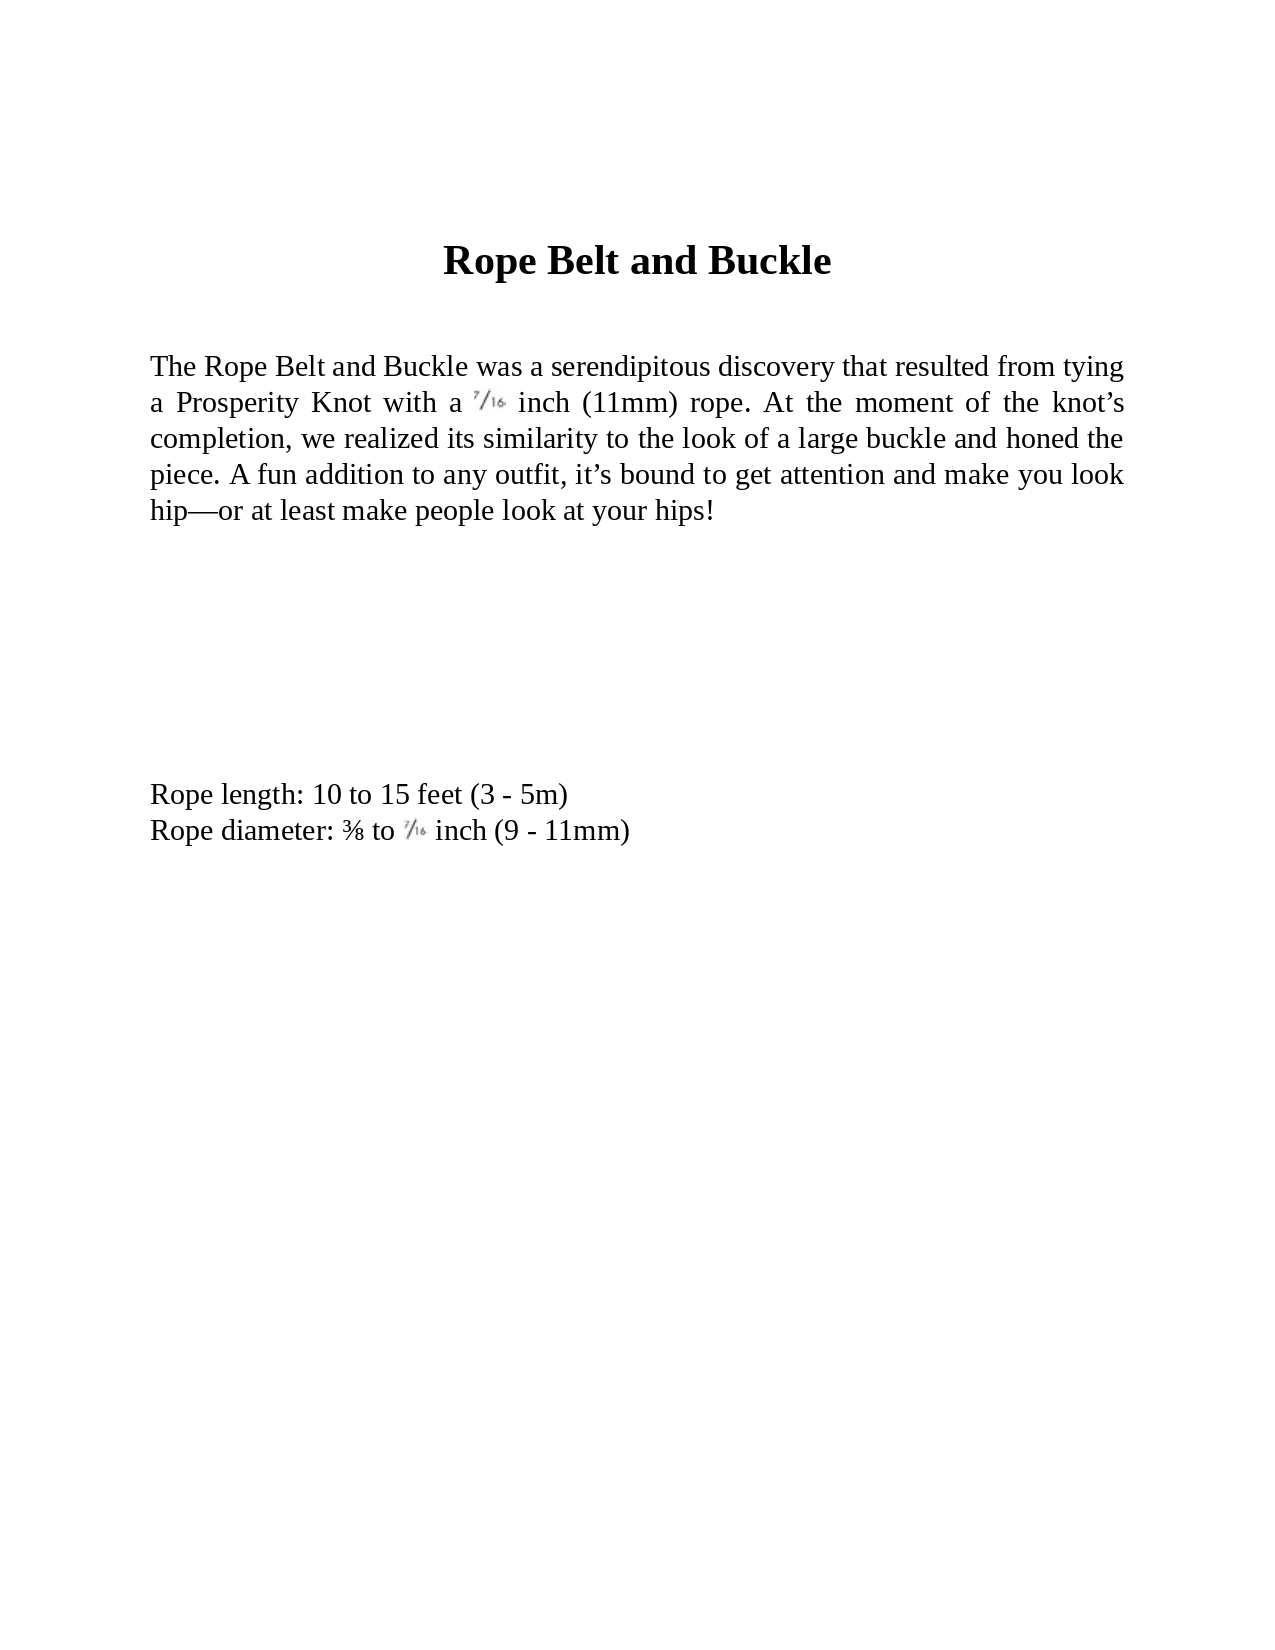 Rope Belt and Buckle
The Rope Belt and Buckle was a serendipitous discovery that resulted from tying
a Prosperity Knot with a 7/16 inch (11mm) rope. At the moment of the knot’s
completion, we realized its similarity to the look of a large buckle and honed the
piece. A fun addition to any outfit, it’s bound to get attention and make you look
hip—or at least make people look at your hips!
Rope length: 10 to 15 feet (3 - 5m)
Rope diameter: ⅜ to 7/16 inch (9 - 11mm)